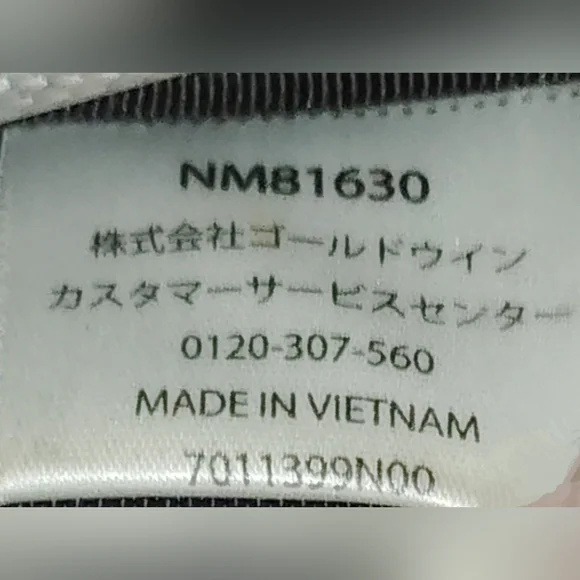 NM81630
株式会社ゴールドウイン
カスタマーサービスセンター
0120-307-560
MADE IN VIETNAM
7011399N00